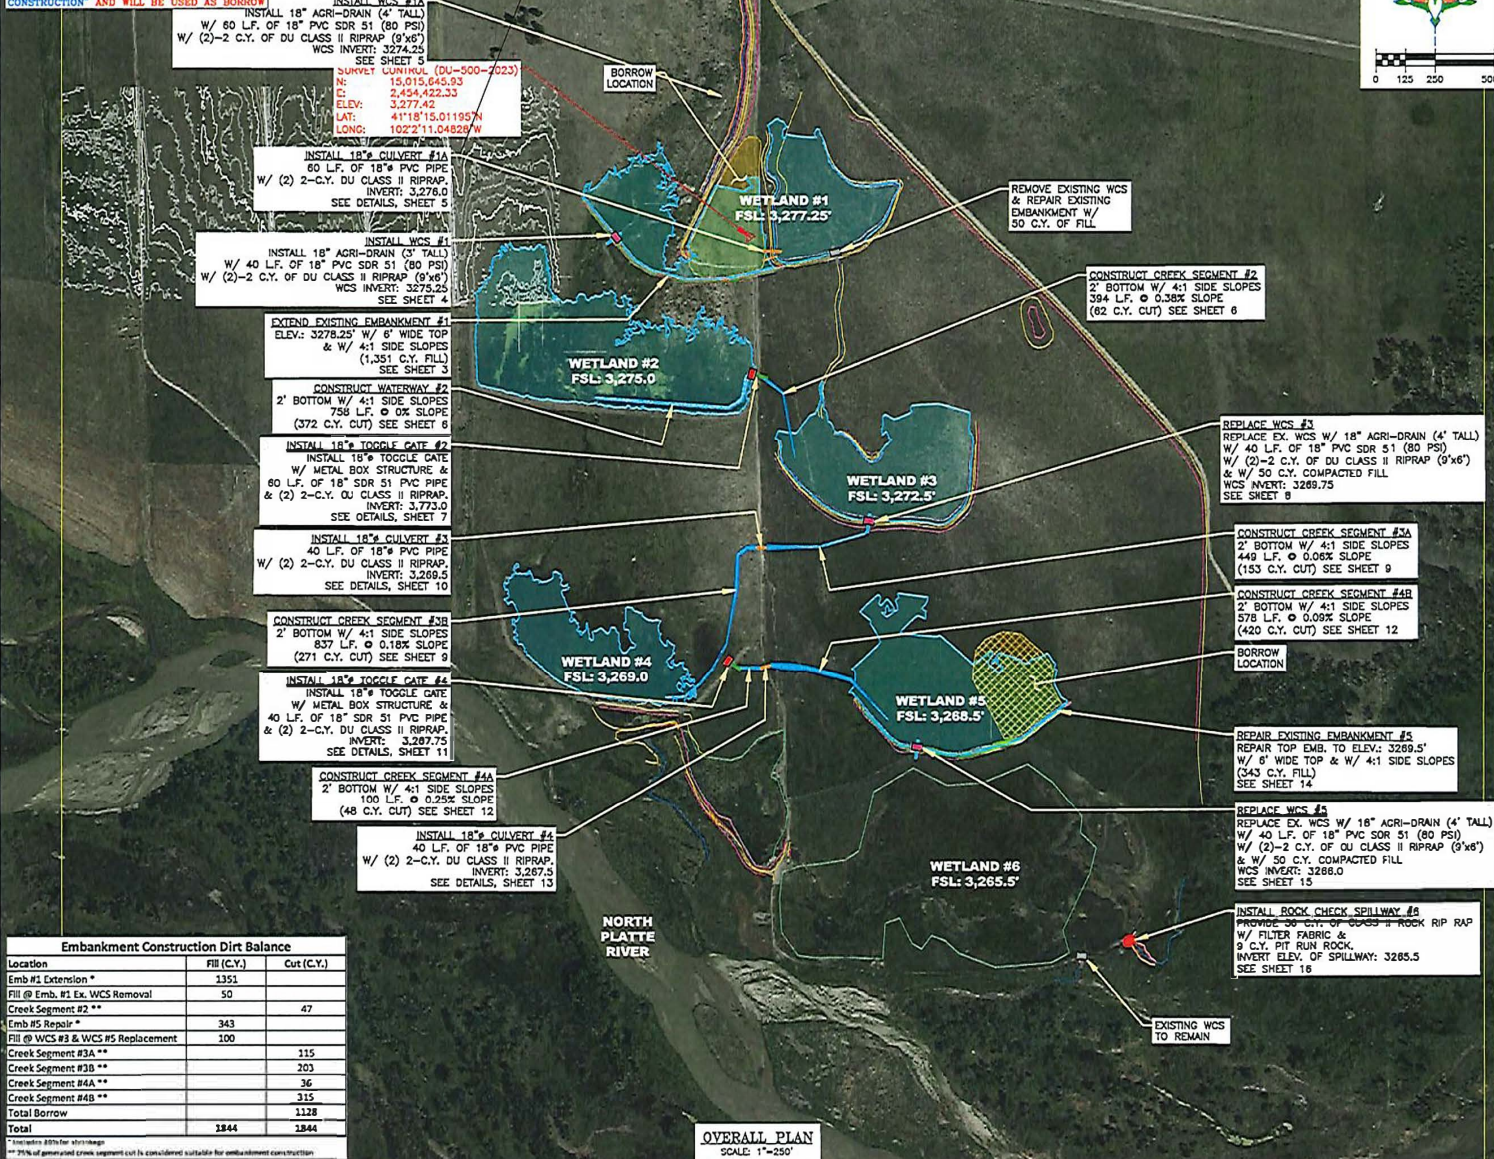 CONSTRUCTION" AND WILL BE USED AS BORROW
INSTALL WCS #1A
INSTALL 18" AGRI-DRAIN (4' TALL)
W/ 60 L.F. OF 18" PVC SDR 51 (80 PSI)
W/ (2)-2 C.Y. OF DU CLASS II RIPRAP (9'x6')
WCS INVERT: 3274.25
SEE SHEET 5
SURVEY CONTROL (DU-500-2023)
N: 15,015,645.93
E: 2,454,422.33
ELEV: 3,277.42
LAT: 41°18'15.01195"N
LONG: 102°2'11.04828"W
BORROW
LOCATION
0 125 250 500
INSTALL 18"ø CULVERT #1A
60 L.F. OF 18"ø PVC PIPE
W/ (2) 2-C.Y. DU CLASS II RIPRAP.
INVERT: 3,276.0
SEE DETAILS, SHEET 5
INSTALL WCS #1
INSTALL 18" AGRI-DRAIN (3' TALL)
W/ 40 L.F. OF 18" PVC SDR 51 (80 PSI)
W/ (2)-2 C.Y. OF DU CLASS II RIPRAP (9'x6')
WCS INVERT: 3275.25
SEE SHEET 4
EXTEND EXISTING EMBANKMENT #1
ELEV.: 3278.25' W/ 6' WIDE TOP
& W/ 4:1 SIDE SLOPES
(1,351 C.Y. FILL)
SEE SHEET 3
CONSTRUCT WATERWAY #2
2' BOTTOM W/ 4:1 SIDE SLOPES
758 L.F. @ 0% SLOPE
(372 C.Y. CUT) SEE SHEET 6
INSTALL 18"ø TOGGLE GATE #2
INSTALL 18"ø TOGGLE GATE
W/ METAL BOX STRUCTURE &
60 L.F. OF 18" SDR 51 PVC PIPE
& (2) 2-C.Y. DU CLASS II RIPRAP.
INVERT: 3,773.0
SEE DETAILS, SHEET 7
INSTALL 18"ø CULVERT #3
40 L.F. OF 18"ø PVC PIPE
W/ (2) 2-C.Y. DU CLASS II RIPRAP.
INVERT: 3,269.5
SEE DETAILS, SHEET 10
CONSTRUCT CREEK SEGMENT #3B
2' BOTTOM W/ 4:1 SIDE SLOPES
837 L.F. @ 0.18% SLOPE
(271 C.Y. CUT) SEE SHEET 9
INSTALL 18"ø TOGGLE GATE #4
INSTALL 18"ø TOGGLE GATE
W/ METAL BOX STRUCTURE &
40 L.F. OF 18" SDR 51 PVC PIPE
& (2) 2-C.Y. DU CLASS II RIPRAP.
INVERT: 3,267.75
SEE DETAILS, SHEET 11
CONSTRUCT CREEK SEGMENT #4A
2' BOTTOM W/ 4:1 SIDE SLOPES
100 L.F. @ 0.25% SLOPE
(48 C.Y. CUT) SEE SHEET 12
INSTALL 18"ø CULVERT #4
40 L.F. OF 18"ø PVC PIPE
W/ (2) 2-C.Y. DU CLASS II RIPRAP.
INVERT: 3,267.5
SEE DETAILS, SHEET 13
WETLAND #1
FSL: 3,277.25'
WETLAND #2
FSL: 3,275.0
WETLAND #3
FSL: 3,272.5'
WETLAND #4
FSL: 3,269.0
WETLAND #5
FSL: 3,268.5'
WETLAND #6
FSL: 3,265.5'
NORTH
PLATTE
RIVER
REMOVE EXISTING WCS
& REPAIR EXISTING
EMBANKMENT W/
50 C.Y. OF FILL
CONSTRUCT CREEK SEGMENT #2
2' BOTTOM W/ 4:1 SIDE SLOPES
394 L.F. @ 0.38% SLOPE
(62 C.Y. CUT) SEE SHEET 6
REPLACE WCS #3
REPLACE EX. WCS W/ 18" AGRI-DRAIN (4' TALL)
W/ 40 L.F. OF 18" PVC SDR 51 (80 PSI)
W/ (2)-2 C.Y. OF DU CLASS II RIPRAP (9'x6')
& W/ 50 C.Y. COMPACTED FILL
WCS INVERT: 3269.75
SEE SHEET 8
CONSTRUCT CREEK SEGMENT #3A
2' BOTTOM W/ 4:1 SIDE SLOPES
449 L.F. @ 0.06% SLOPE
(153 C.Y. CUT) SEE SHEET 9
CONSTRUCT CREEK SEGMENT #4B
2' BOTTOM W/ 4:1 SIDE SLOPES
578 L.F. @ 0.09% SLOPE
(420 C.Y. CUT) SEE SHEET 12
BORROW
LOCATION
REPAIR EXISTING EMBANKMENT #5
REPAIR TOP EMB. TO ELEV.: 3269.5'
W/ 6' WIDE TOP & W/ 4:1 SIDE SLOPES
(343 C.Y. FILL)
SEE SHEET 14
REPLACE WCS #5
REPLACE EX. WCS W/ 18" AGRI-DRAIN (4' TALL)
W/ 40 L.F. OF 18" PVC SDR 51 (80 PSI)
W/ (2)-2 C.Y. OF DU CLASS II RIPRAP (9'x6')
& W/ 50 C.Y. COMPACTED FILL
WCS INVERT: 3266.0
SEE SHEET 15
INSTALL ROCK CHECK SPILLWAY #6
PROVIDE 36 C.Y. OF CLASS II ROCK RIP RAP
W/ FILTER FABRIC &
9 C.Y. PIT RUN ROCK.
INVERT ELEV. OF SPILLWAY: 3265.5
SEE SHEET 16
EXISTING WCS
TO REMAIN
Embankment Construction Dirt Balance
Location Fill (C.Y.) Cut (C.Y.)
Emb #1 Extension * 1351
Fill @ Emb. #1 Ex. WCS Removal 50
Creek Segment #2 ** 47
Emb #5 Repair * 343
Fill @ WCS #3 & WCS #5 Replacement 100
Creek Segment #3A ** 115
Creek Segment #3B ** 203
Creek Segment #4A ** 36
Creek Segment #4B ** 315
Total Borrow 1128
Total 1844 1844
* Includes for shrinkage
** 75% of generated creek segment cut is considered suitable for embankment construction
OVERALL PLAN
SCALE: 1"=250'